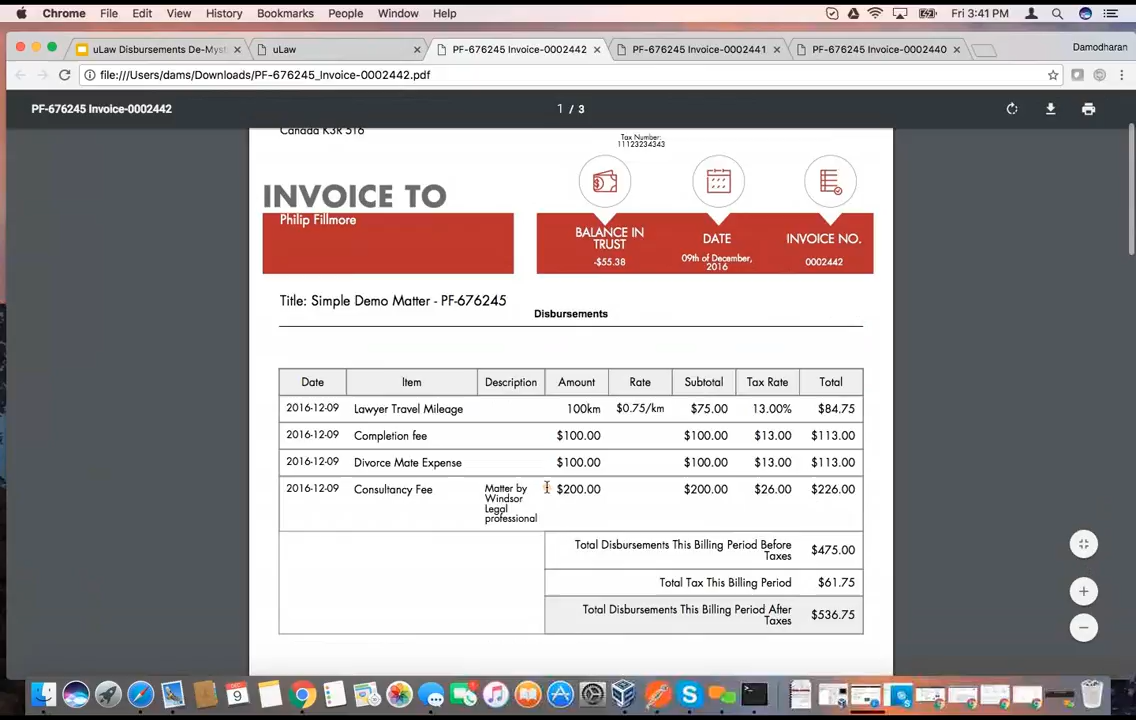 Chrome File Edit View History Bookmarks People Window Help Fri 3:41 PM
uLaw Disbursements De-Myst uLaw PF-676245 Invoice-0002442 PF-676245 Invoice-0002441 PF-676245 Invoice-0002440 Damodharan
file:///Users/dams/Downloads/PF-676245_Invoice-0002442.pdf
PF-676245 Invoice-0002442 1 / 3
Canada K3R 516
Tax Number:
11123234343
INVOICE TO
Philip Fillmore
BALANCE IN TRUST
-$55.38
DATE
09th of December, 2016
INVOICE NO.
0002442
Title: Simple Demo Matter - PF-676245
Disbursements
Date Item Description Amount Rate Subtotal Tax Rate Total
2016-12-09 Lawyer Travel Mileage 100km $0.75/km $75.00 13.00% $84.75
2016-12-09 Completion fee $100.00 $100.00 $13.00 $113.00
2016-12-09 Divorce Mate Expense $100.00 $100.00 $13.00 $113.00
2016-12-09 Consultancy Fee Matter by $200.00 $200.00 $26.00 $226.00
Windsor
Legal
professional
Total Disbursements This Billing Period Before $475.00
Taxes
Total Tax This Billing Period $61.75
Total Disbursements This Billing Period After $536.75
Taxes
9